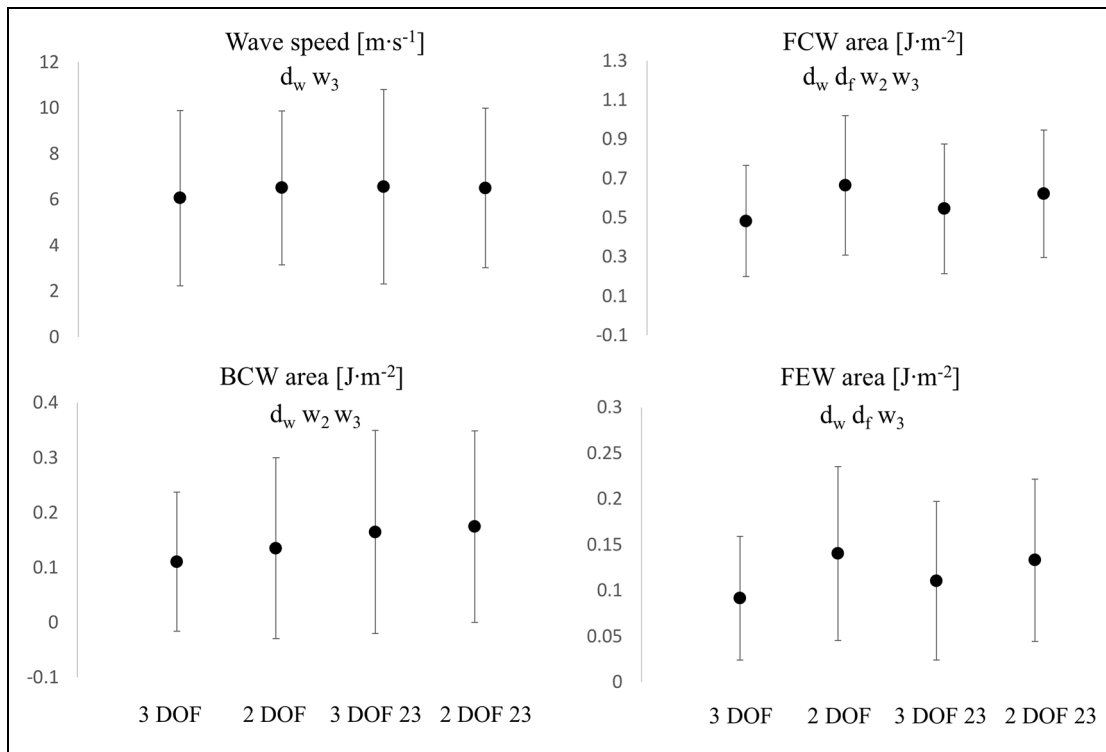 Wave speed [m·s-1]
dw w3
12
10
8
6
4
2
0
FCW area [J·m-2]
dw df w2 w3
1.3
1.1
0.9
0.7
0.5
0.3
0.1
-0.1
BCW area [J·m-2]
dw w2 w3
0.4
0.3
0.2
0.1
0
-0.1
3 DOF 2 DOF 3 DOF 23 2 DOF 23
FEW area [J·m-2]
dw df w3
0.3
0.25
0.2
0.15
0.1
0.05
0
3 DOF 2 DOF 3 DOF 23 2 DOF 23